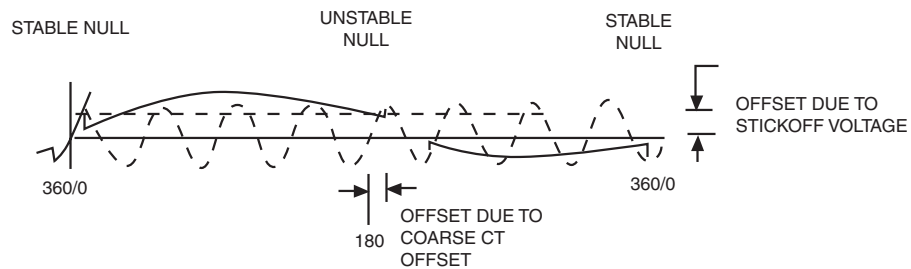 STABLE NULL
UNSTABLE
NULL
STABLE
NULL
OFFSET DUE TO
STICKOFF VOLTAGE
360/0
360/0
180
OFFSET DUE TO
COARSE CT
OFFSET